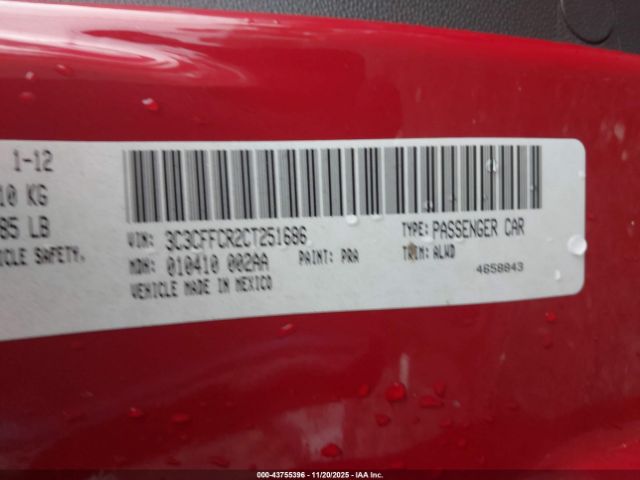 1-12
10 KG
85 LB
ICLE SAFETY.
VIN: 3C3CFFCR2CT251686 TYPE: PASSENGER CAR
MDH: 010410 002AA PAINT: PRA TRIM: ALWD
VEHICLE MADE IN MEXICO 4658843
000-43755396 - 11/20/2025 - IAA Inc.